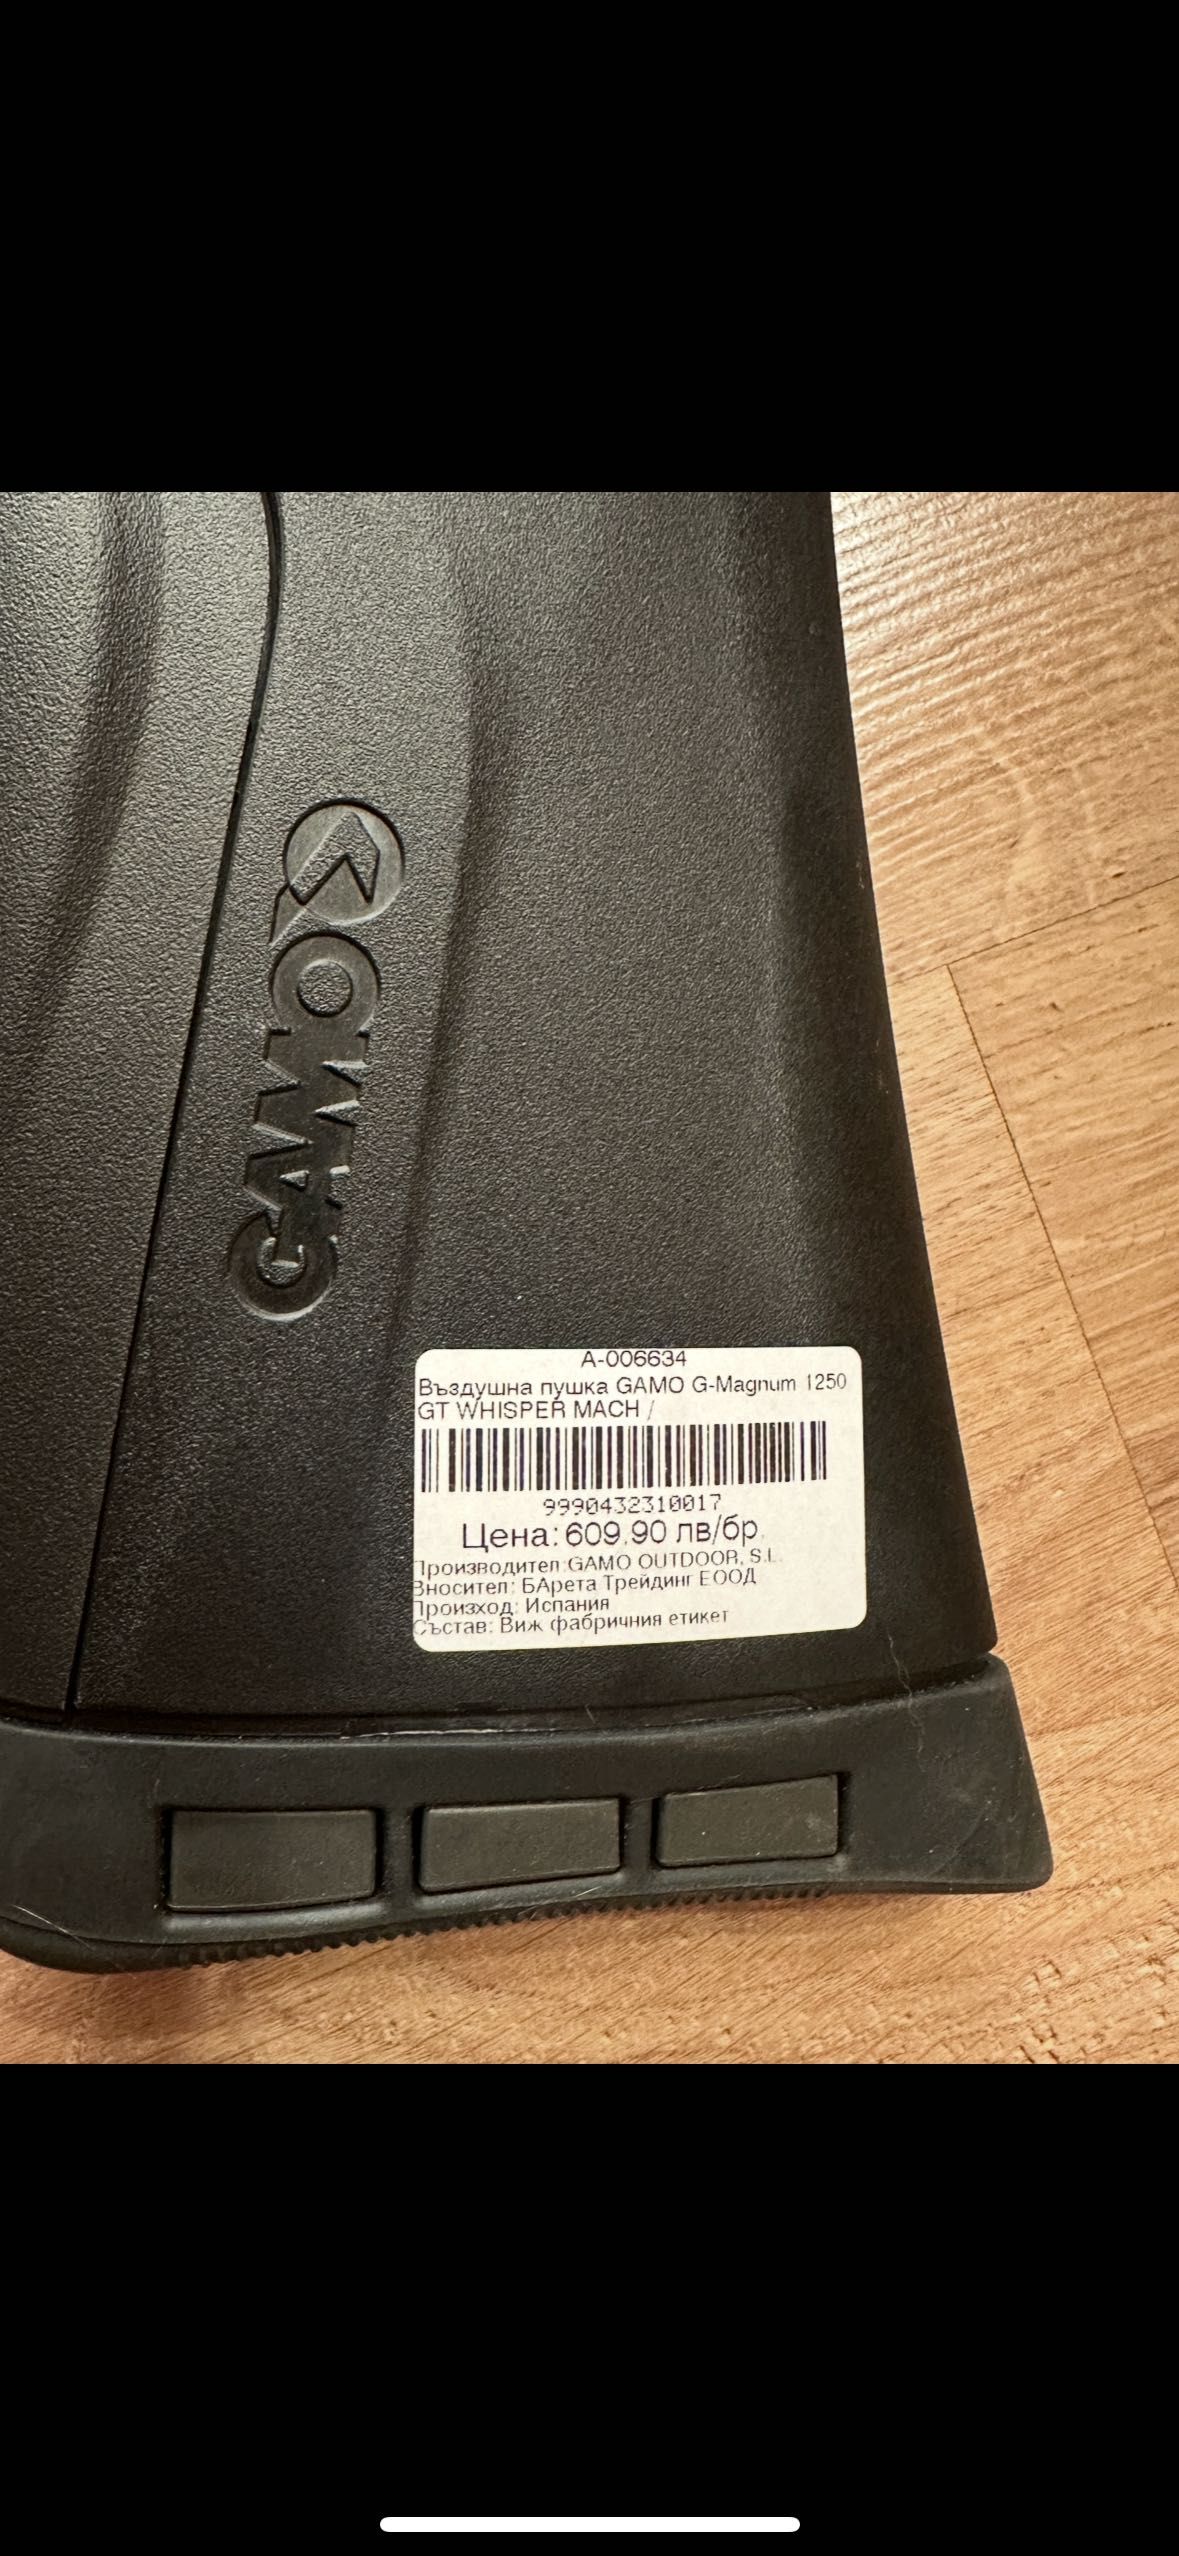 GAMO
A-006634
Въздушна пушка GAMO G-Magnum 1250
GT WHISPER MACH /
9990432310017
Цена: 609.90 лв/бр.
Производител:GAMO OUTDOOR, S.L.
Вносител: БАрета Трейдинг ЕООД
Произход: Испания
Състав: Виж фабричния етикет